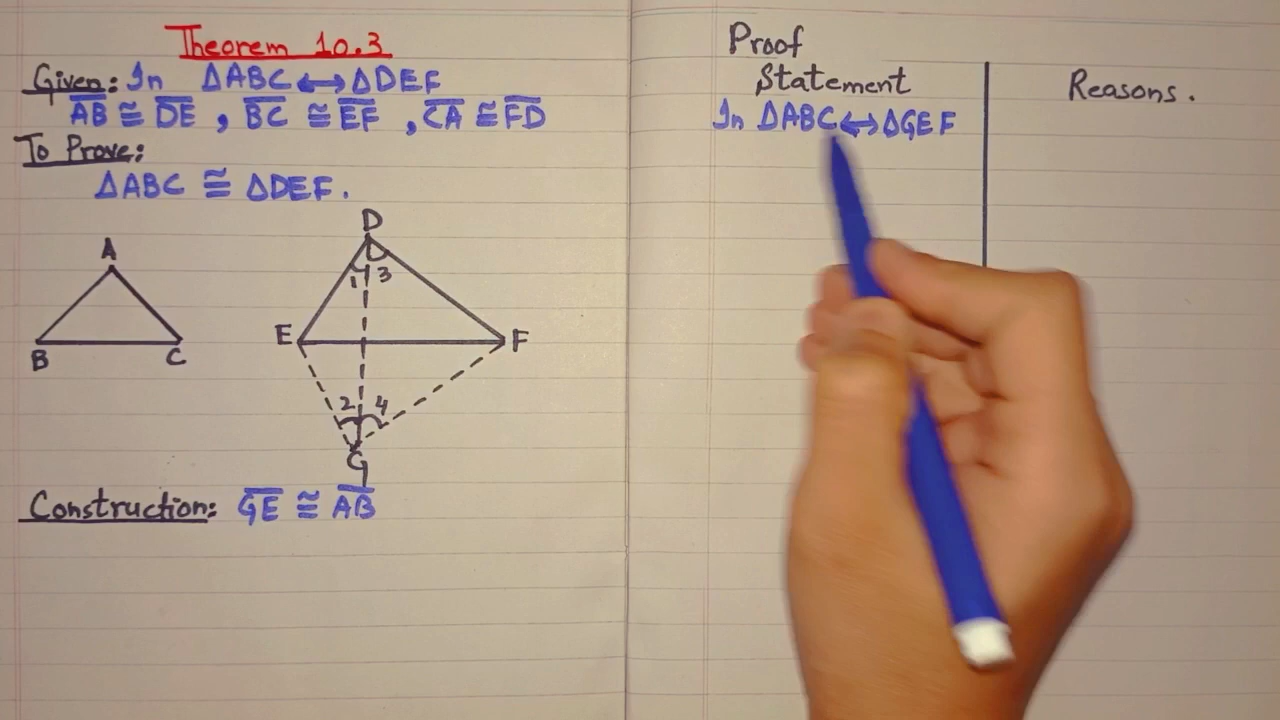 Theorem 10.3
Given: In ΔABC ↔ ΔDEF
AB ≅ DE , BC ≅ EF , CA ≅ FD
To Prove:
ΔABC ≅ ΔDEF.
A
B
C
D
1 3
E
F
2 4
G
Construction: GE ≅ AB
Proof
Statement
Reasons.
In ΔABC ↔ ΔGEF